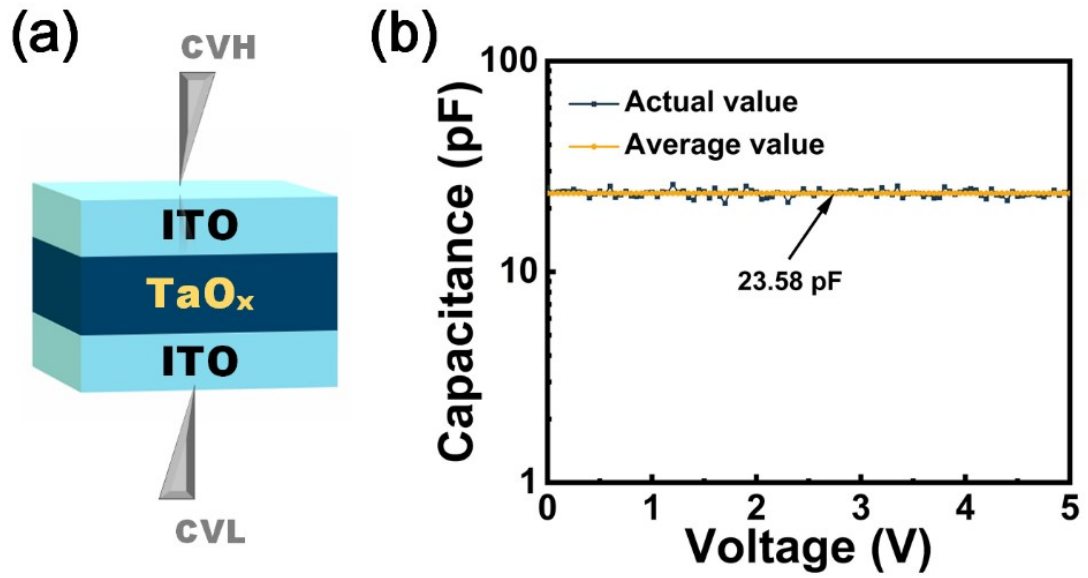 (a)
CVH
ITO
TaOₓ
ITO
CVL
(b)
Capacitance (pF)
100
10
1
Actual value
Average value
23.58 pF
0 1 2 3 4 5
Voltage (V)